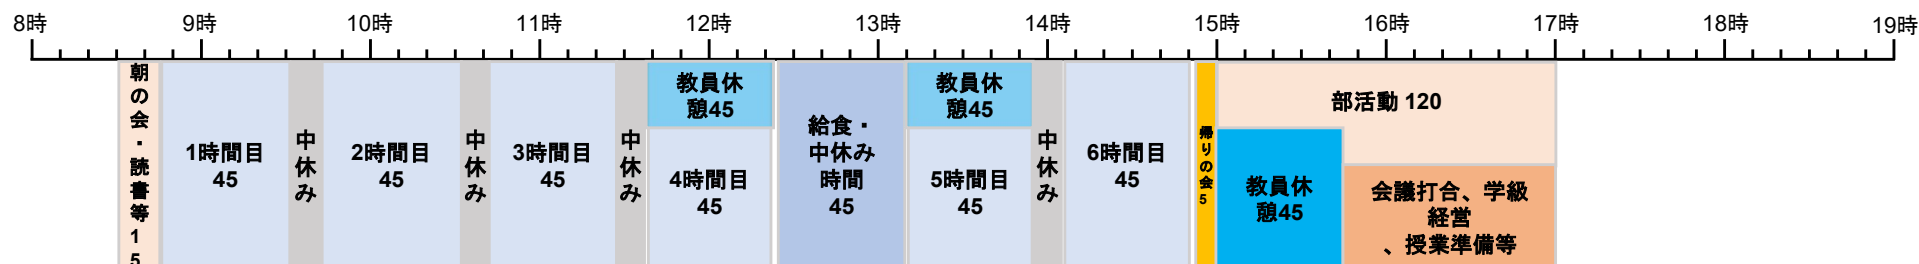 8時 9時 10時 11時 12時 13時 14時 15時 16時 17時 18時 19時
朝の会・読書等15
1時間目
45
中休み
2時間目
45
中休み
3時間目
45
中休み
教員休
憩45
4時間目
45
給食・
中休み
時間
45
教員休
憩45
5時間目
45
中休み
6時間目
45
帰りの会5
部活動 120
教員休
憩45
会議打合、学級
経営
、授業準備等